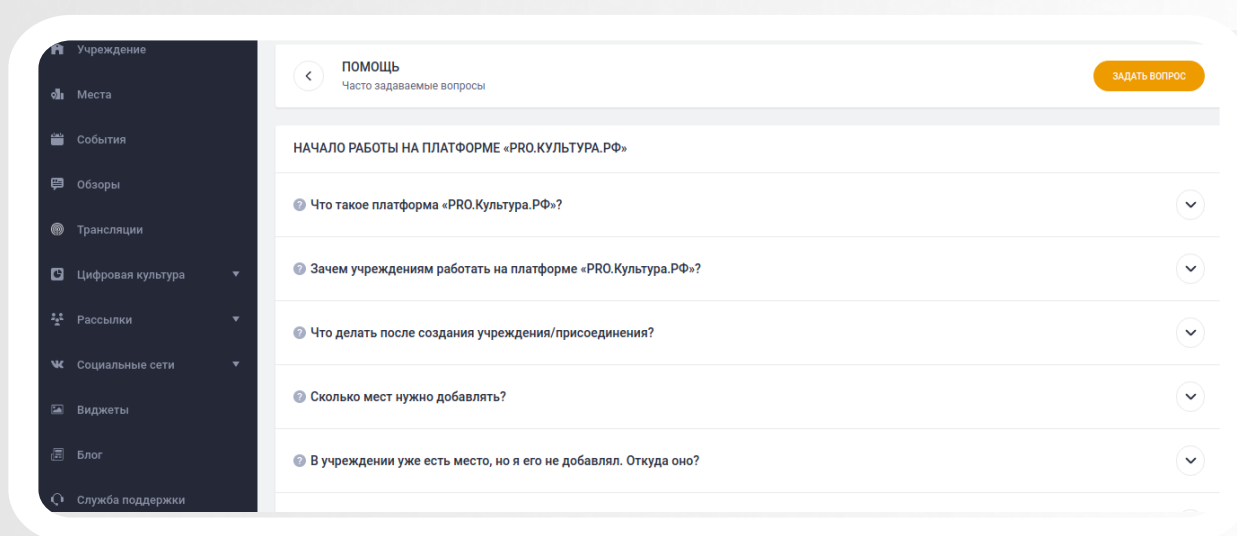 Учреждение
Места
События
Обзоры
Трансляции
Цифровая культура
Рассылки
Социальные сети
Виджеты
Блог
Служба поддержки
ПОМОЩЬ
Часто задаваемые вопросы
ЗАДАТЬ ВОПРОС
НАЧАЛО РАБОТЫ НА ПЛАТФОРМЕ «PRO.КУЛЬТУРА.РФ»
Что такое платформа «PRO.Культура.РФ»?
Зачем учреждениям работать на платформе «PRO.Культура.РФ»?
Что делать после создания учреждения/присоединения?
Сколько мест нужно добавлять?
В учреждении уже есть место, но я его не добавлял. Откуда оно?